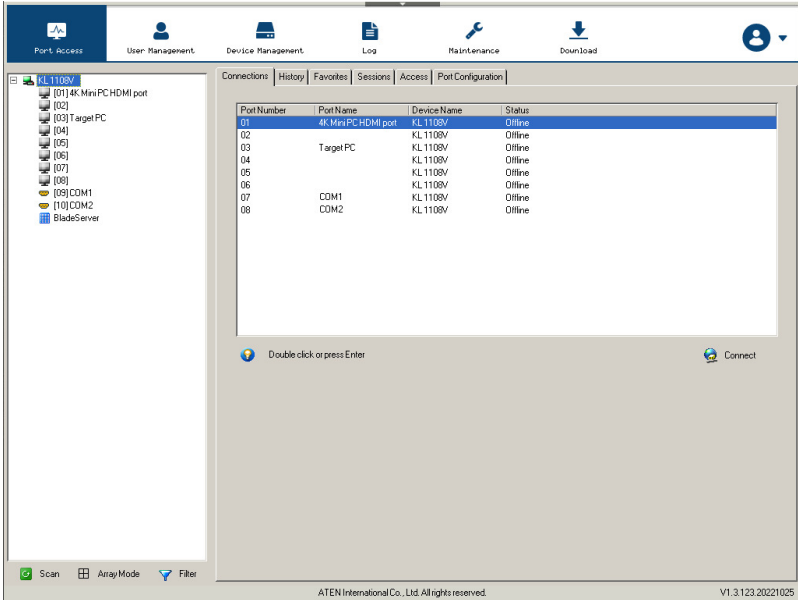 Port Access User Management Device Management Log Maintenance Download
KL1108V
[01] 4K Mini PC HDMI port
[02]
[03] Target PC
[04]
[05]
[06]
[07]
[08]
[09] COM1
[10] COM2
BladeServer
Connections History Favorites Sessions Access Port Configuration
Port Number Port Name Device Name Status
01 4K Mini PC HDMI port KL1108V Offline
02 KL1108V Offline
03 Target PC KL1108V Offline
04 KL1108V Offline
05 KL1108V Offline
06 KL1108V Offline
07 COM1 KL1108V Offline
08 COM2 KL1108V Offline
Double click or press Enter Connect
Scan Array Mode Filter
ATEN International Co., Ltd. All rights reserved. V1.3.123.20221025